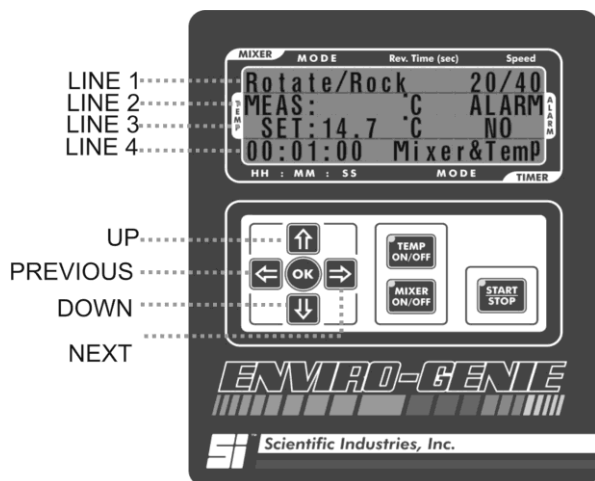 MIXER MODE Rev. Time (sec) Speed
LINE 1 Rotate/Rock 20/40
LINE 2 MEAS: °C ALARM
LINE 3 SET:14.7 °C NO
LINE 4 00:01:00 Mixer&Temp
TEMP
ALARM
HH : MM : SS MODE TIMER
UP
PREVIOUS
DOWN
NEXT
OK
TEMP
ON/OFF
MIXER
ON/OFF
START
STOP
ENVIRO-GENIE
Si™ Scientific Industries, Inc.